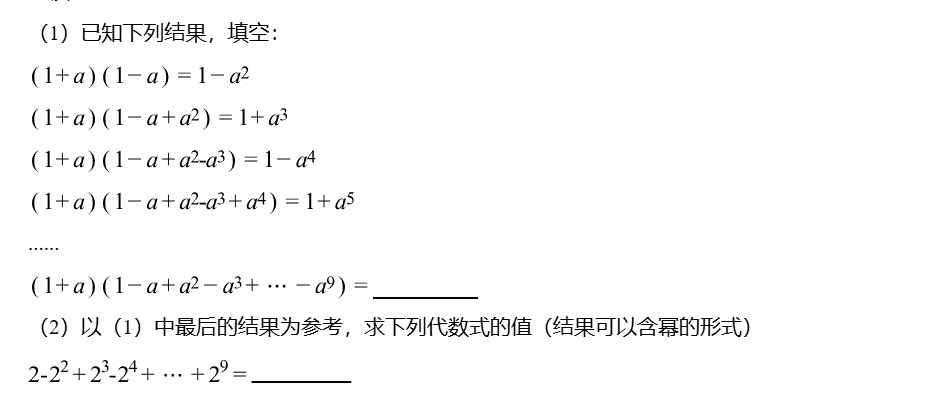 （1）已知下列结果，填空：
(1+a)(1−a)=1−a²
(1+a)(1−a+a²)=1+a³
(1+a)(1−a+a²-a³)=1−a⁴
(1+a)(1−a+a²-a³+a⁴)=1+a⁵
......
(1+a)(1−a+a²−a³+⋯−a⁹)=________
（2）以（1）中最后的结果为参考，求下列代数式的值（结果可以含幂的形式）
2-2²+2³-2⁴+⋯+2⁹=________